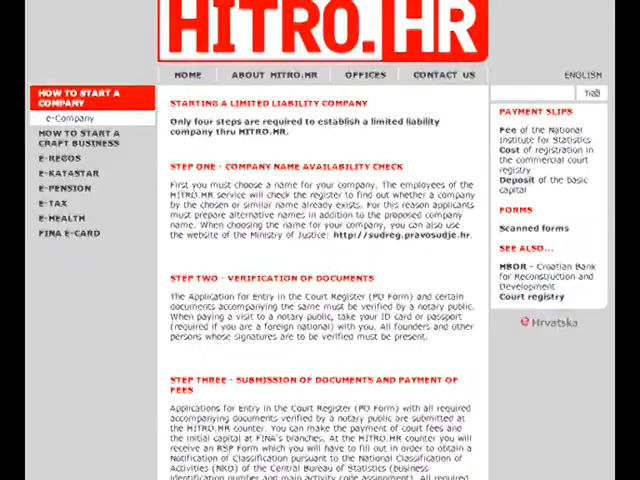 HITRO.HR
HOME
ABOUT HITRO.HR
OFFICES
CONTACT US
ENGLISH
HOW TO START A
COMPANY
e-Company
HOW TO START A
CRAFT BUSINESS
E-REGOS
E-KATASTAR
E-PENSION
E-TAX
E-HEALTH
FINA E-CARD
STARTING A LIMITED LIABILITY COMPANY
Only four steps are required to establish a limited liability
company thru HITRO.HR.
STEP ONE - COMPANY NAME AVAILABILITY CHECK
First you must choose a name for your company. The employees of the
HITRO.HR service will check the register to find out whether a company
by the chosen or similar name already exists. For this reason applicants
must prepare alternative names in addition to the proposed company
name. When choosing the name for your company, you can also use
the website of the Ministry of Justice: http://sudreg.pravosudje.hr.
STEP TWO - VERIFICATION OF DOCUMENTS
The Application for Entry in the Court Register (PO Form) and certain
documents accompanying the same must be verified by a notary public.
When paying a visit to a notary public, take your ID card or passport
(required if you are a foreign national) with you. All founders and other
persons whose signatures are to be verified must be present.
STEP THREE - SUBMISSION OF DOCUMENTS AND PAYMENT OF
FEES
Applications for Entry in the Court Register (PO Form) with all required
accompanying documents verified by a notary public are submitted at
the HITRO.HR counter. You can make the payment of court fees and
the initial capital at FINA's branches. At the HITRO.HR counter you will
receive an RSP Form which you will have to fill out in order to obtain a
Notification of Classification pursuant to the National Classification of
Activities (NKD) of the Central Bureau of Statistics (business
identification number and main activity code assignment). All required
Traži
PAYMENT SLIPS
Fee of the National
Institute for Statistics
Cost of registration in
the commercial court
registry
Deposit of the basic
capital
FORMS
Scanned forms
SEE ALSO...
HBOR - Croatian Bank
for Reconstruction and
Development
Court registry
e Hrvatska